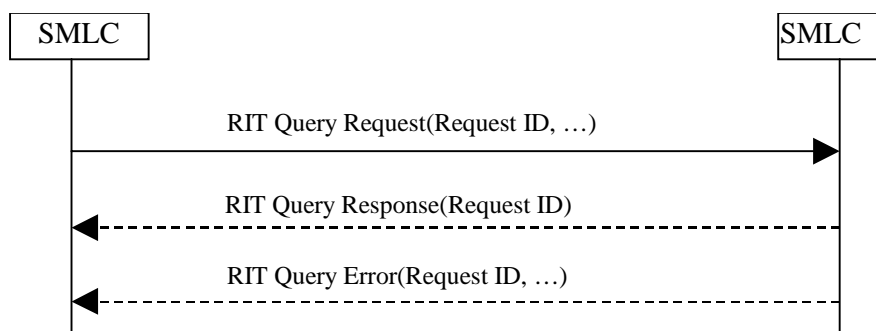 SMLC
SMLC
RIT Query Request(Request ID, …)
RIT Query Response(Request ID)
RIT Query Error(Request ID, …)